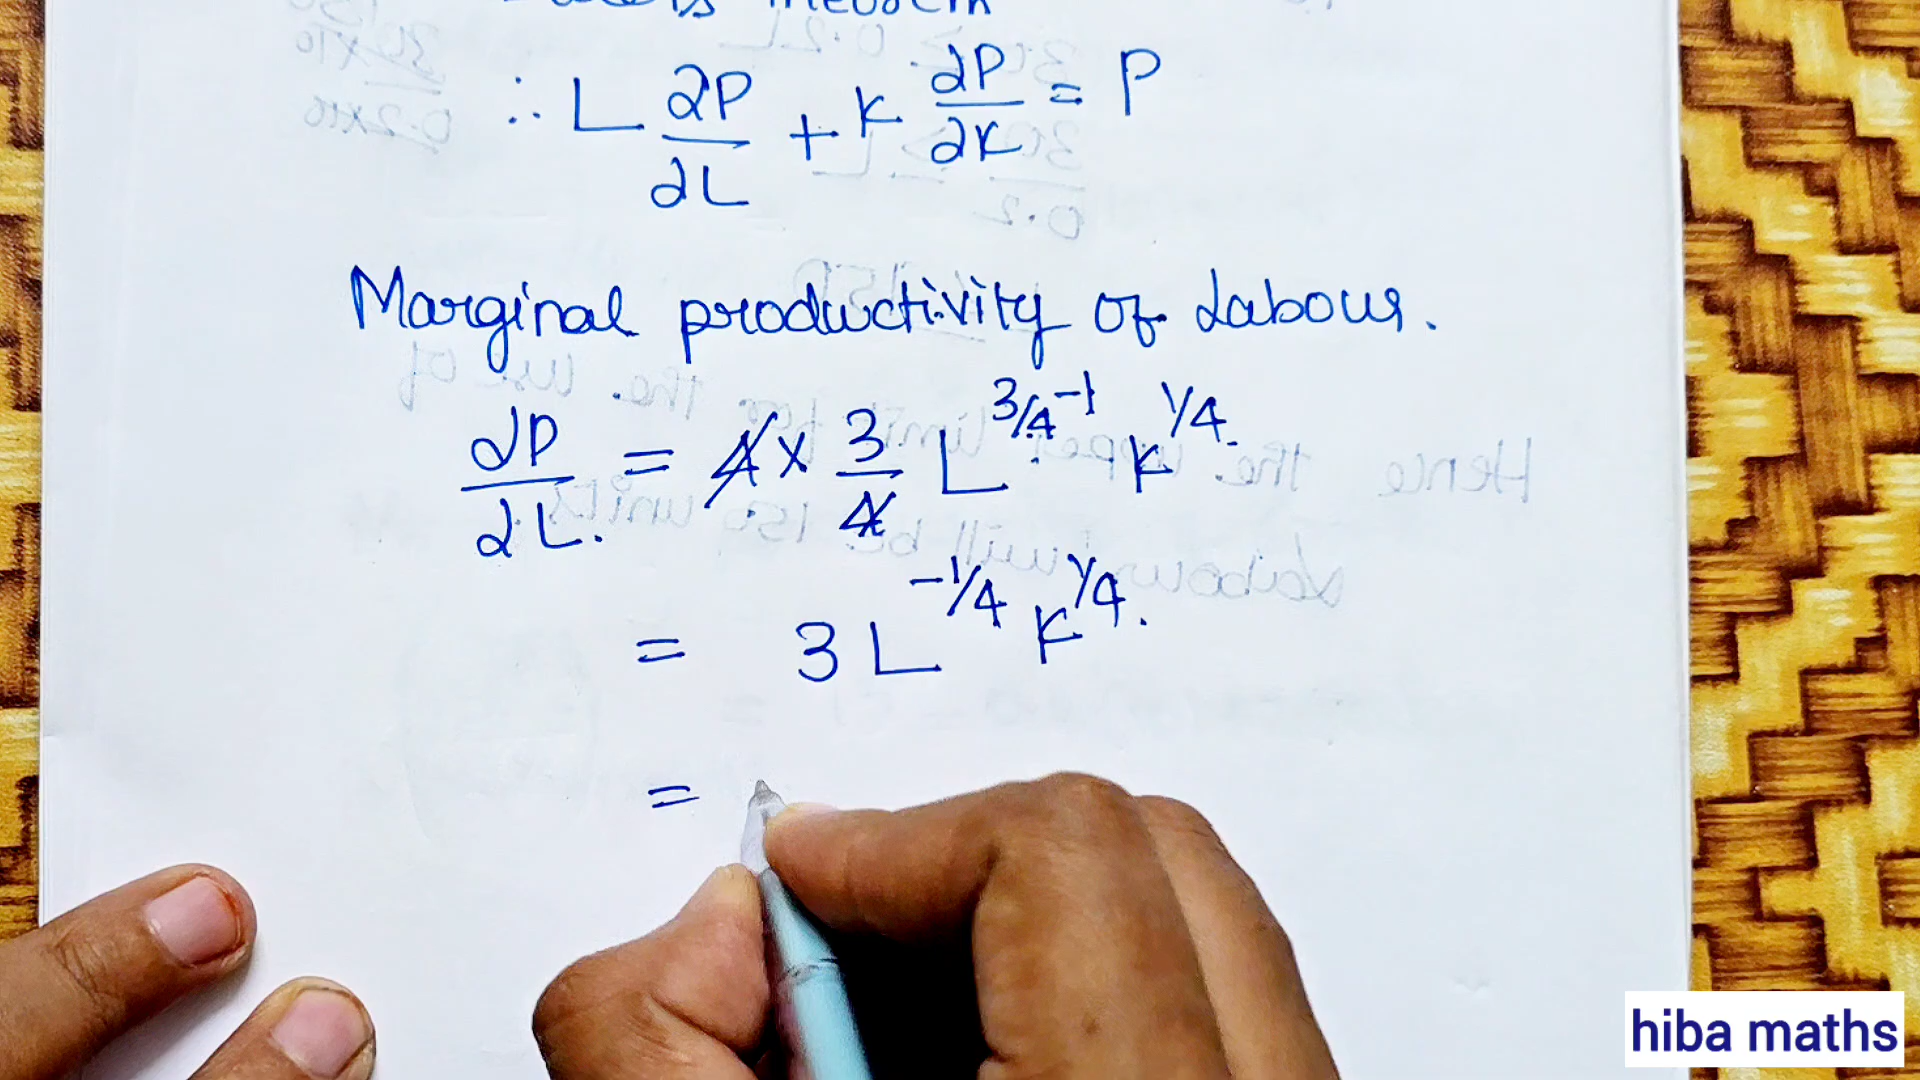 Theorem
∴ L ∂P/∂L + K ∂P/∂K = P
Marginal productivity of Labour.
∂P/∂L. = 4 × 3/4 L^(3/4 -1) K^(1/4).
= 3 L^(-1/4) K^(1/4).
=
hiba maths